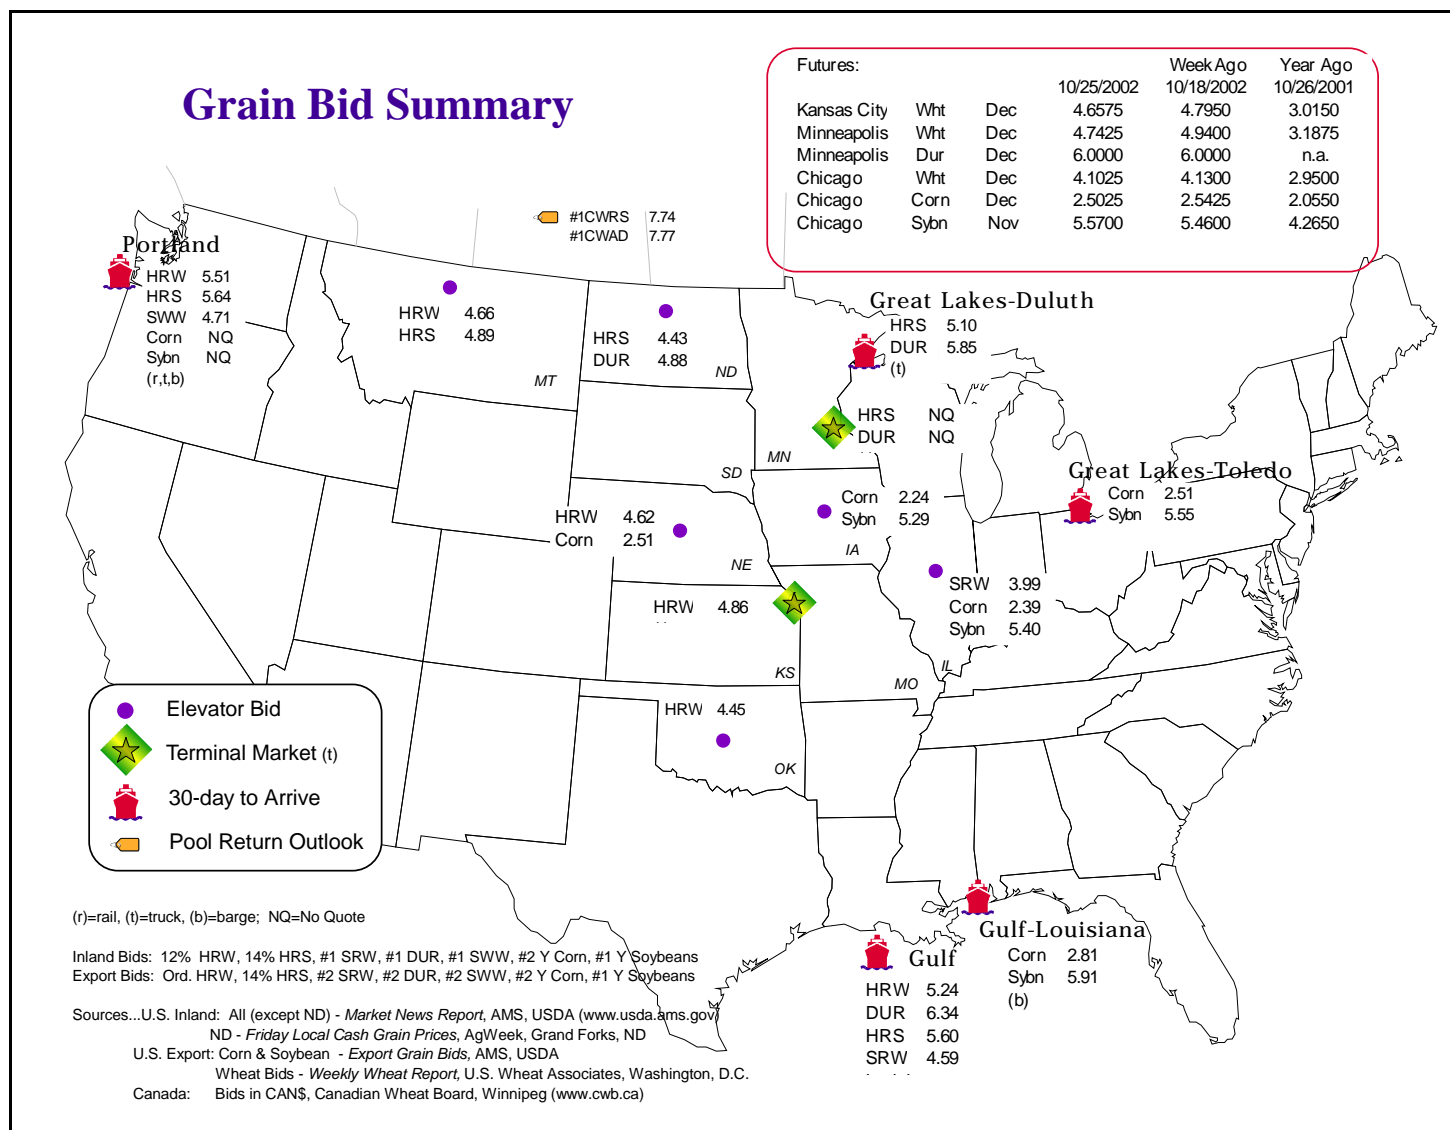 Grain Bid Summary
Futures: Week Ago Year Ago
10/25/2002 10/18/2002 10/26/2001
Kansas City Wht Dec 4.6575 4.7950 3.0150
Minneapolis Wht Dec 4.7425 4.9400 3.1875
Minneapolis Dur Dec 6.0000 6.0000 n.a.
Chicago Wht Dec 4.1025 4.1300 2.9500
Chicago Corn Dec 2.5025 2.5425 2.0550
Chicago Sybn Nov 5.5700 5.4600 4.2650
#1CWRS 7.74
#1CWAD 7.77
Portland
HRW 5.51
HRS 5.64
SWW 4.71
Corn NQ
Sybn NQ
(r,t,b)
HRW 4.66
HRS 4.89
MT
HRS 4.43
DUR 4.88
ND
Great Lakes-Duluth
HRS 5.10
DUR 5.85
(t)
HRS NQ
DUR NQ
MN
SD
Great Lakes-Toledo
Corn 2.51
Sybn 5.55
Corn 2.24
Sybn 5.29
IA
HRW 4.62
Corn 2.51
NE
SRW 3.99
Corn 2.39
Sybn 5.40
IL
HRW 4.86
KS
MO
HRW 4.45
OK
Elevator Bid
Terminal Market (t)
30-day to Arrive
Pool Return Outlook
Gulf-Louisiana
Corn 2.81
Sybn 5.91
(b)
Gulf
HRW 5.24
DUR 6.34
HRS 5.60
SRW 4.59
(r)=rail, (t)=truck, (b)=barge; NQ=No Quote
Inland Bids: 12% HRW, 14% HRS, #1 SRW, #1 DUR, #1 SWW, #2 Y Corn, #1 Y Soybeans
Export Bids: Ord. HRW, 14% HRS, #2 SRW, #2 DUR, #2 SWW, #2 Y Corn, #1 Y Soybeans
Sources...U.S. Inland: All (except ND) - Market News Report, AMS, USDA (www.usda.ams.gov)
ND - Friday Local Cash Grain Prices, AgWeek, Grand Forks, ND
U.S. Export: Corn & Soybean - Export Grain Bids, AMS, USDA
Wheat Bids - Weekly Wheat Report, U.S. Wheat Associates, Washington, D.C.
Canada: Bids in CAN$, Canadian Wheat Board, Winnipeg (www.cwb.ca)